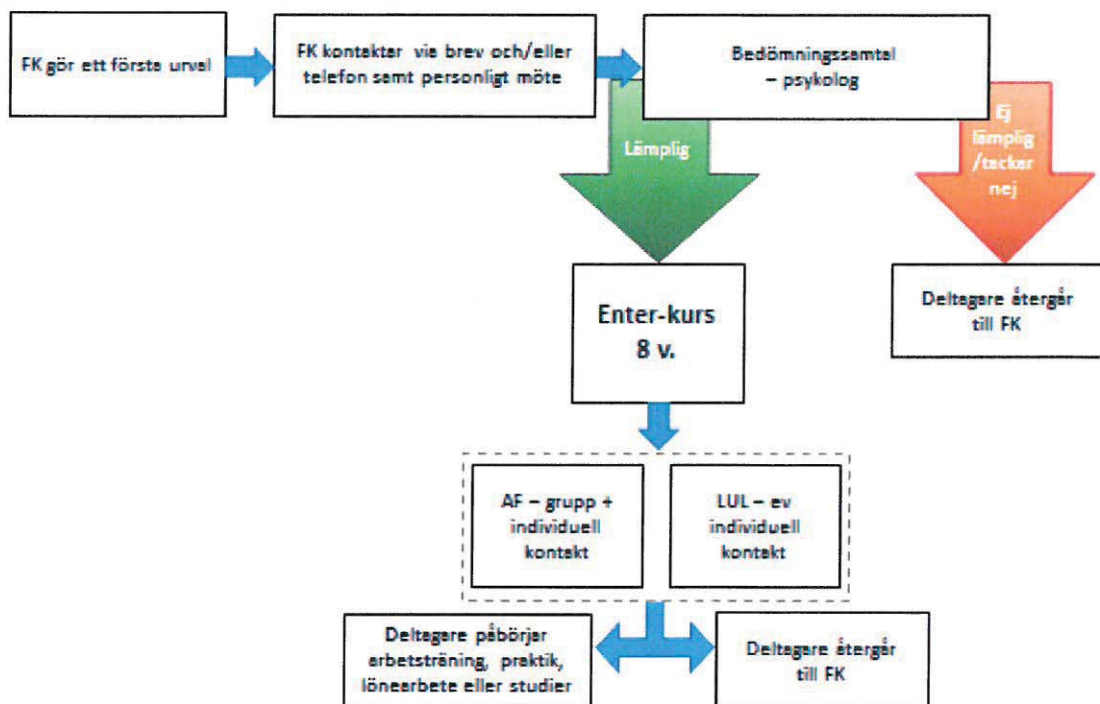 FK gör ett första urval
FK kontaktar via brev och/eller
telefon samt personligt möte
Bedömningssamtal
– psykolog
Lämplig
Ej
lämplig
/tackar
nej
Enter-kurs
8 v.
Deltagare återgår
till FK
AF – grupp +
individuell
kontakt
LUL – ev
individuell
kontakt
Deltagare påbörjar
arbetsträning, praktik,
lönearbete eller studier
Deltagare återgår
till FK